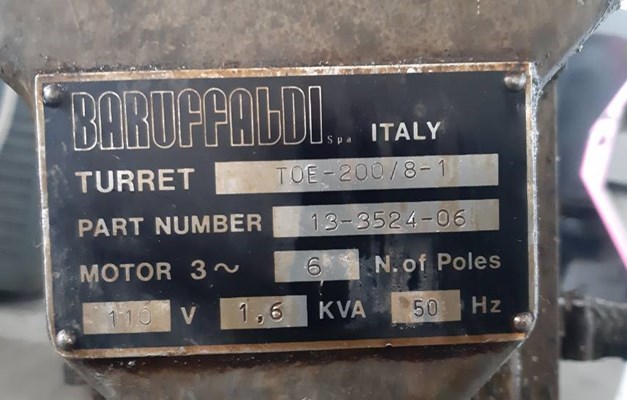 BARUFFALDI Spa ITALY
TURRET TOE-200/8-1
PART NUMBER 13-3524-06
MOTOR 3~ 6 N. of Poles
110 V 1,6 KVA 50 Hz